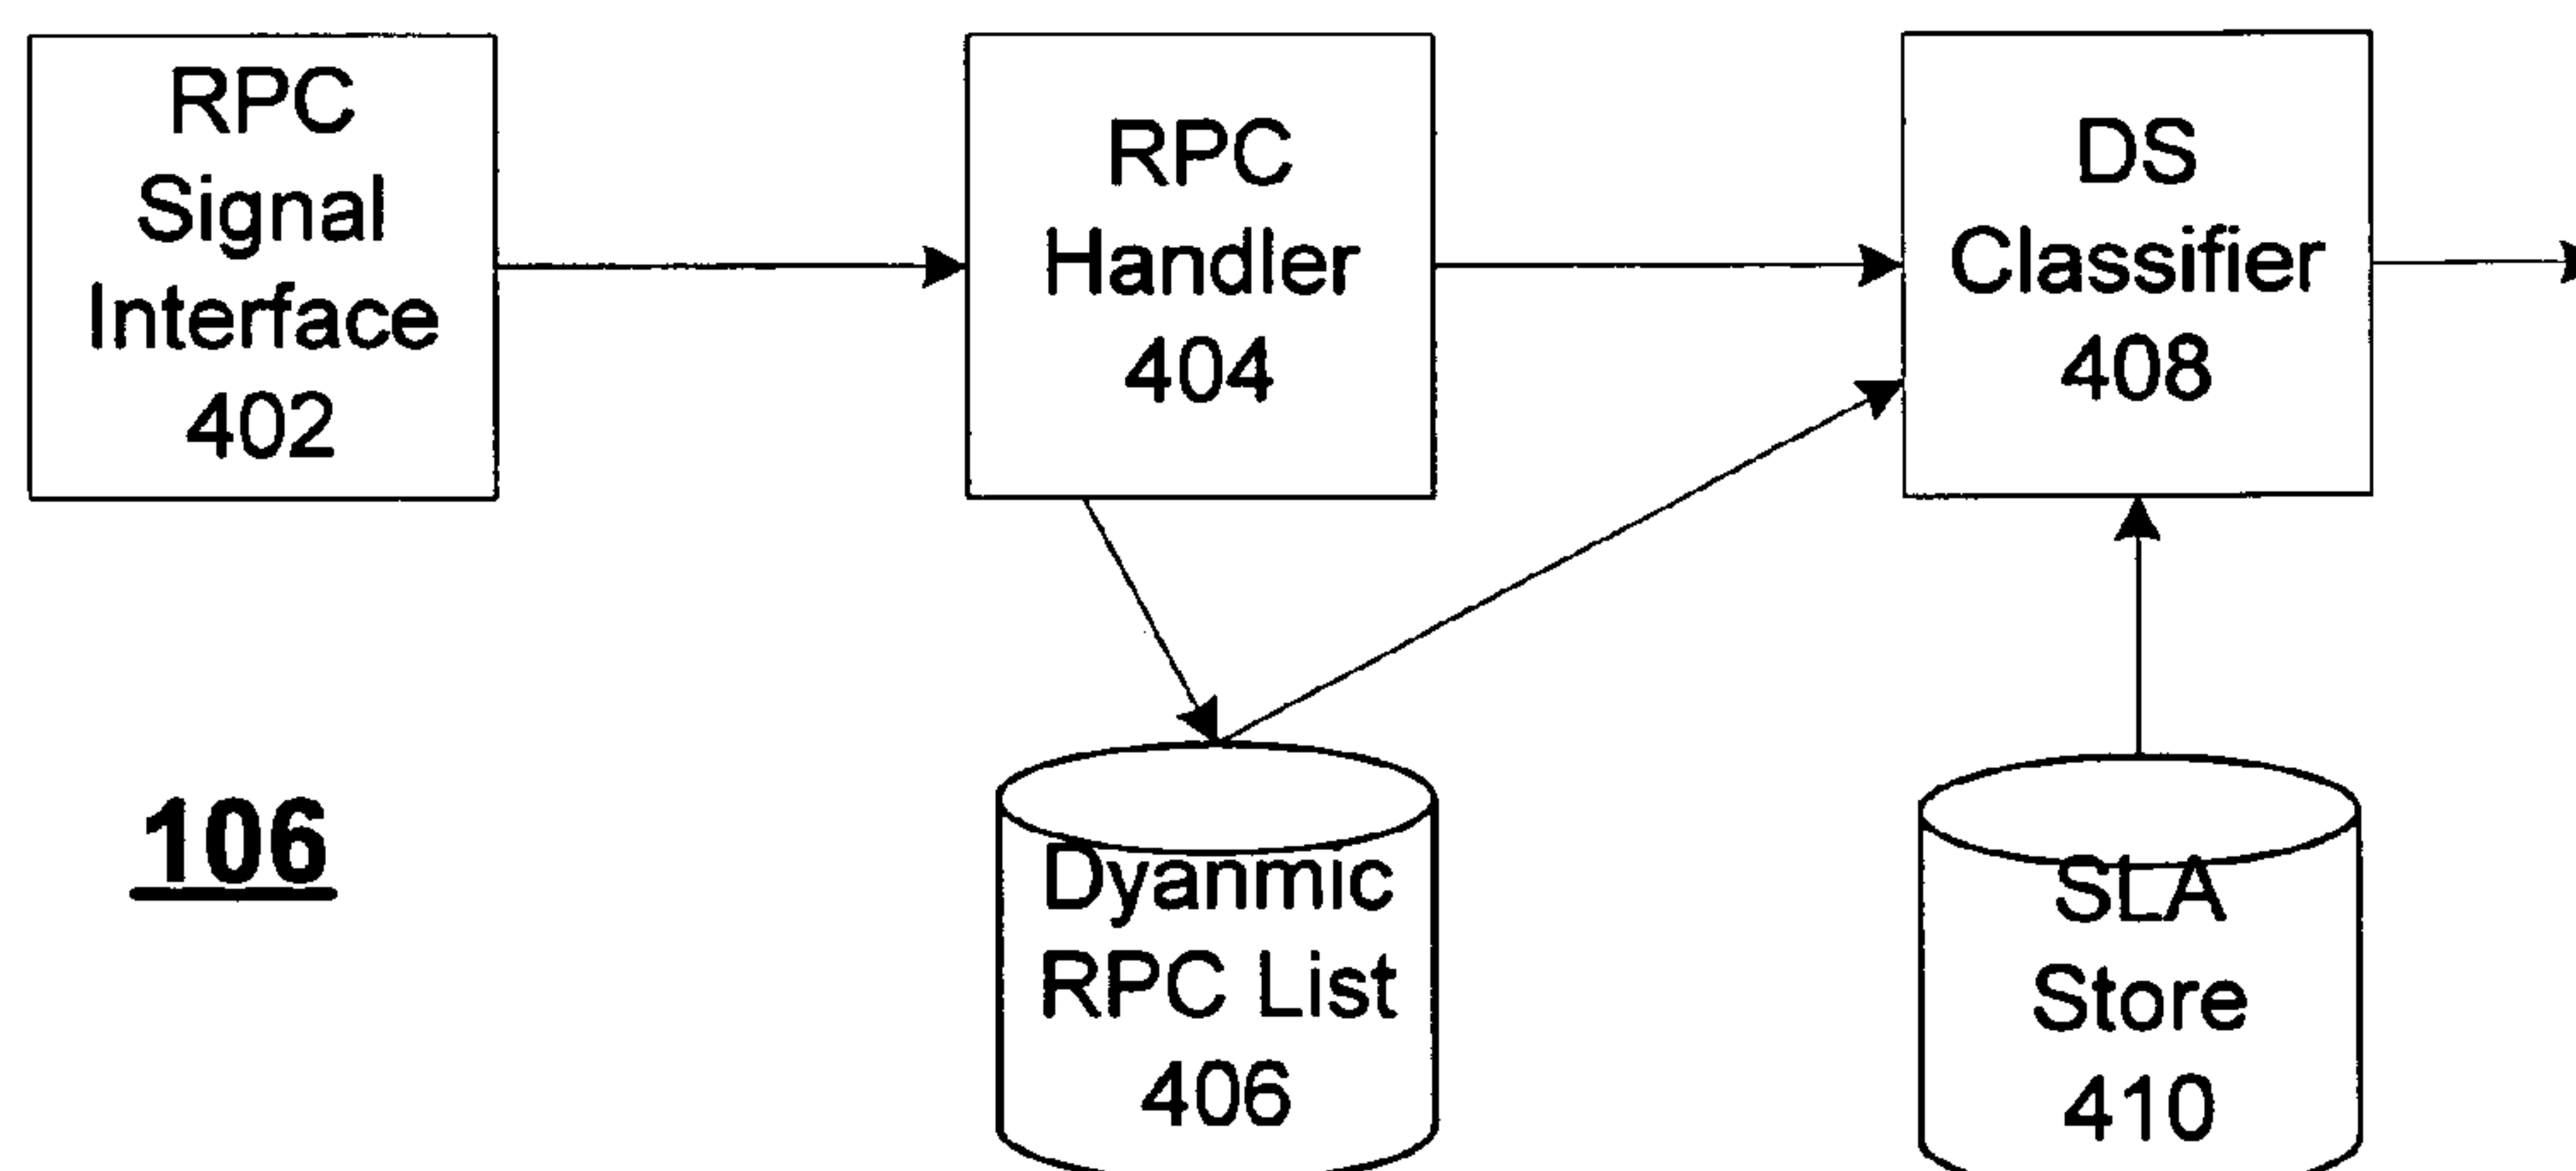 RPC
Signal
Interface
402
RPC
Handler
404
DS
Classifier
408
106
Dyanmic
RPC List
406
SLA
Store
410